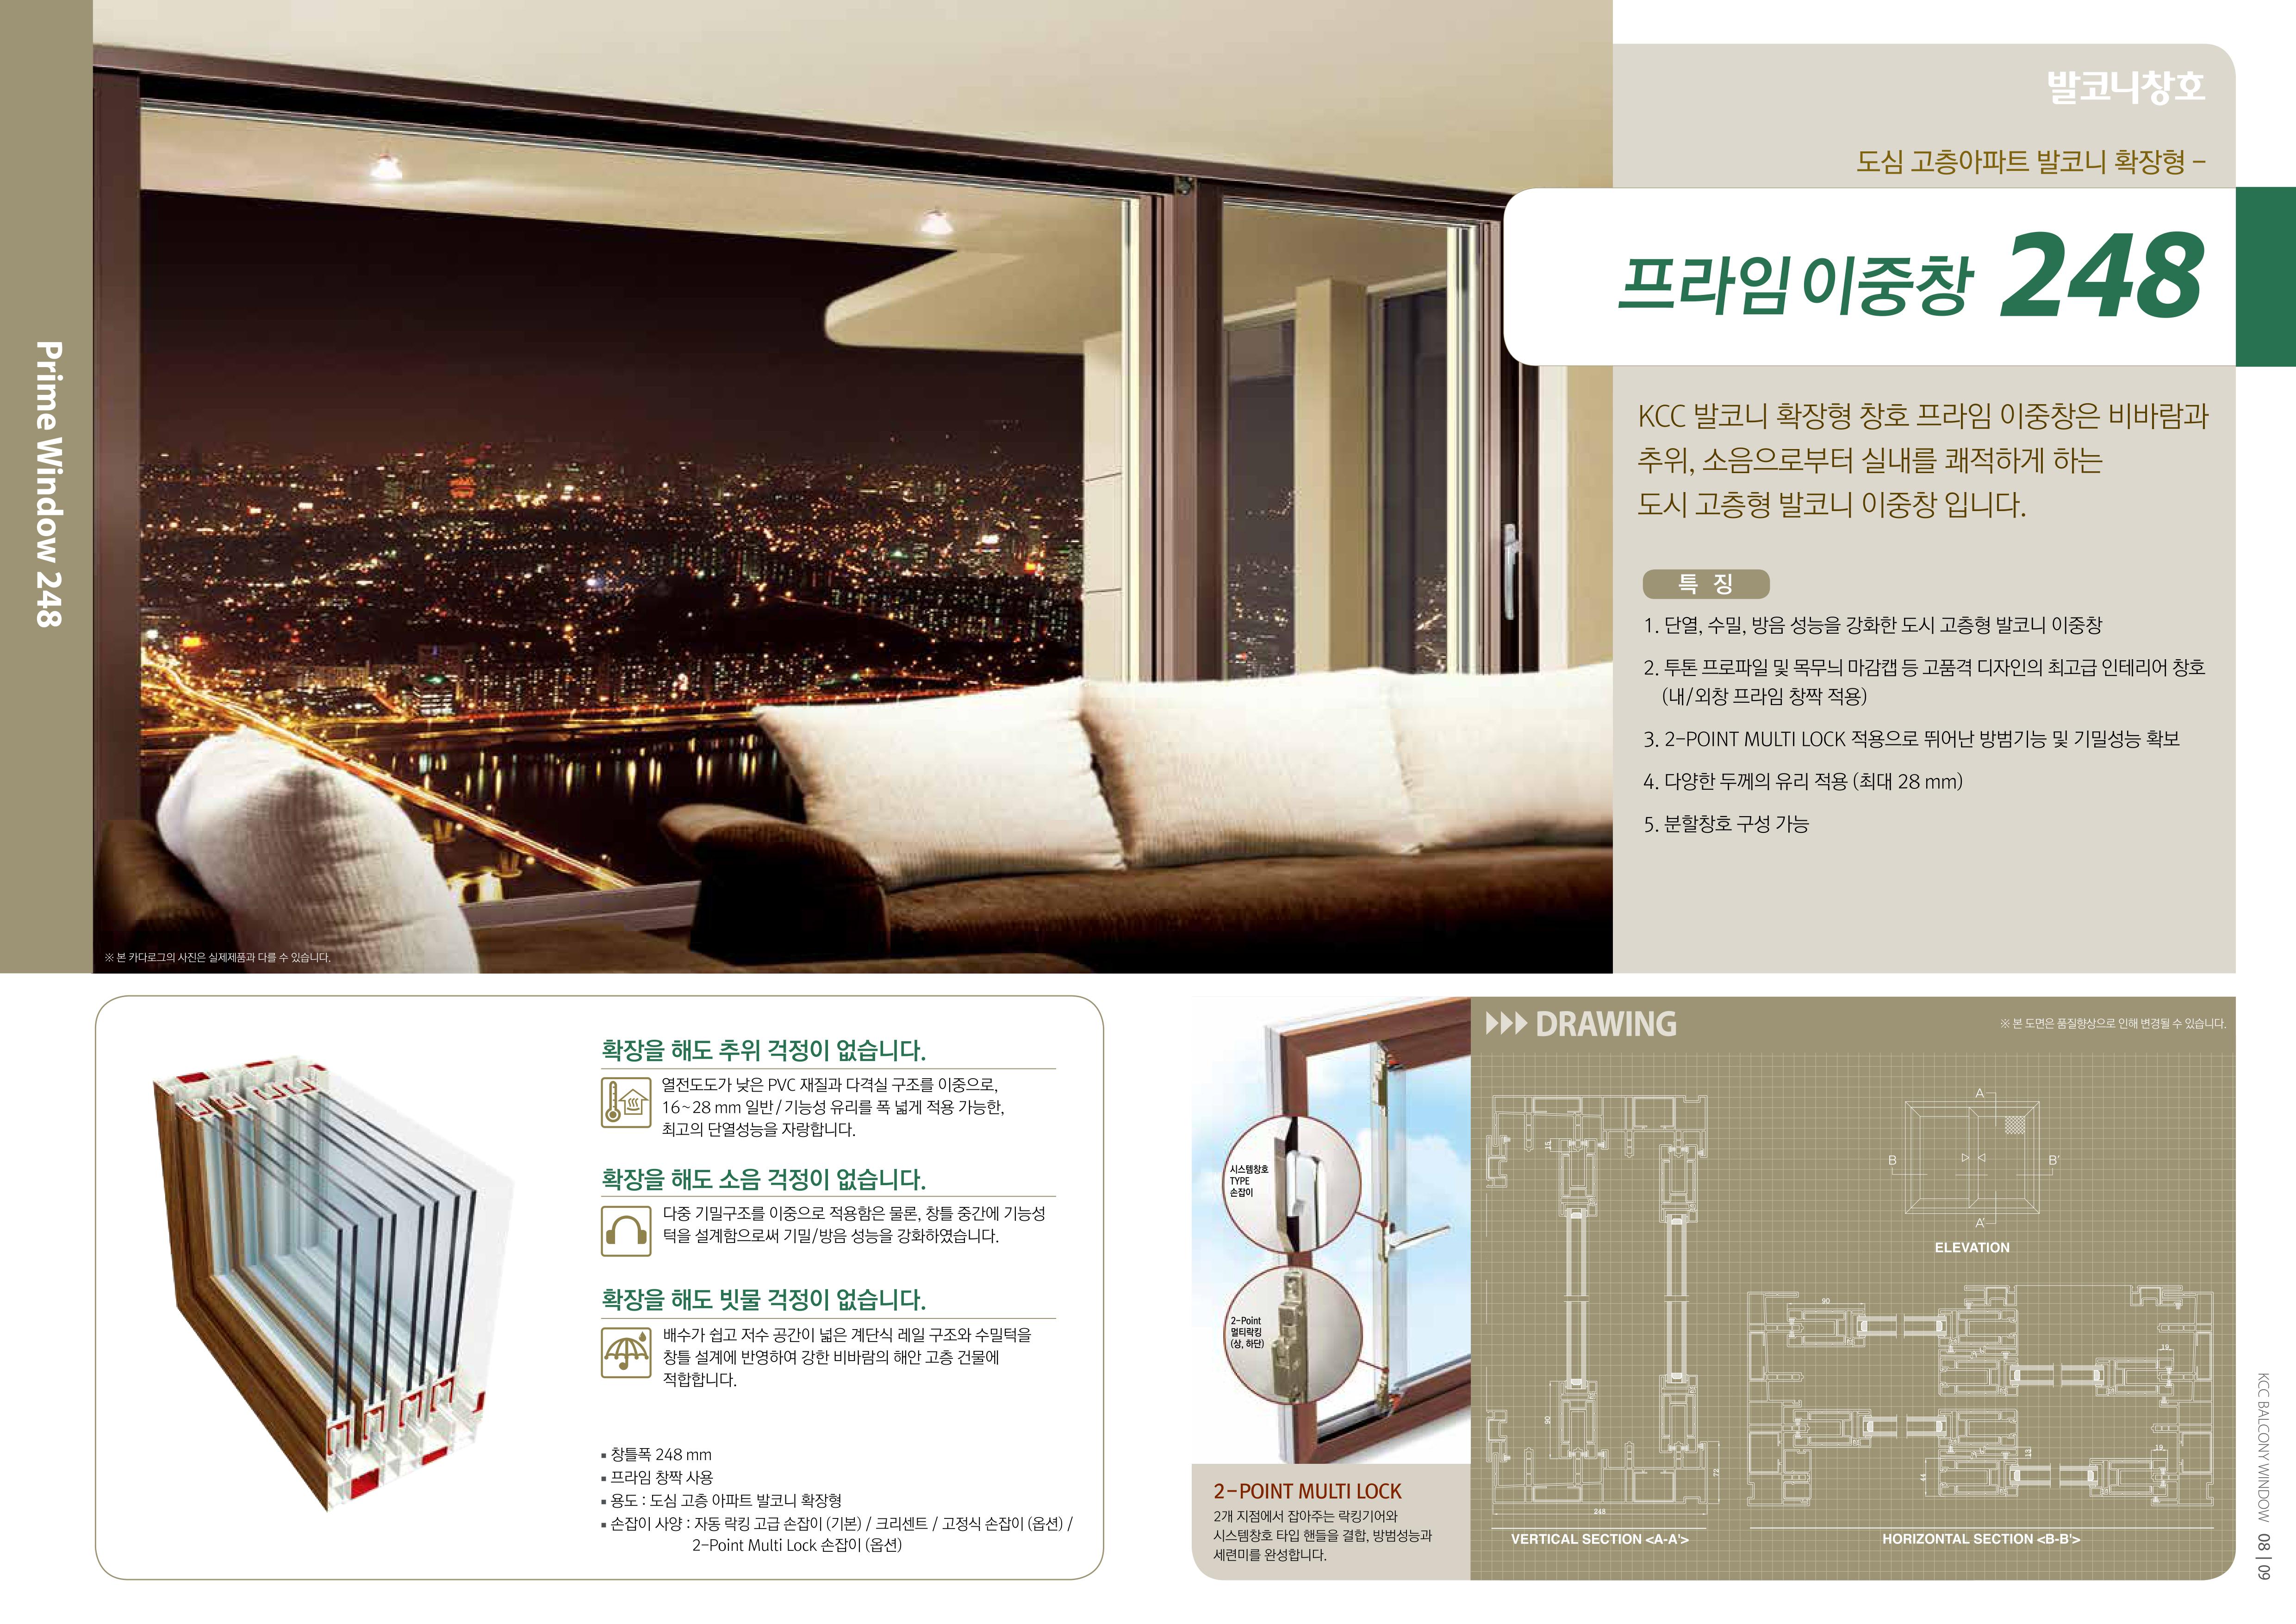 Prime Window 248
발코니창호
도심 고층아파트 발코니 확장형 -
프라임 이중창 248
KCC 발코니 확장형 창호 프라임 이중창은 비바람과
추위, 소음으로부터 실내를 쾌적하게 하는
도시 고층형 발코니 이중창 입니다.
특 징
1. 단열, 수밀, 방음 성능을 강화한 도시 고층형 발코니 이중창
2. 투톤 프로파일 및 목무늬 마감캡 등 고품격 디자인의 최고급 인테리어 창호
(내/외창 프라임 창짝 적용)
3. 2-POINT MULTI LOCK 적용으로 뛰어난 방범기능 및 기밀성능 확보
4. 다양한 두께의 유리 적용 (최대 28 mm)
5. 분할창호 구성 가능
※ 본 카다로그의 사진은 실제제품과 다를 수 있습니다.
확장을 해도 추위 걱정이 없습니다.
열전도도가 낮은 PVC 재질과 다격실 구조를 이중으로,
16~28 mm 일반 / 기능성 유리를 폭 넓게 적용 가능한,
최고의 단열성능을 자랑합니다.
확장을 해도 소음 걱정이 없습니다.
다중 기밀구조를 이중으로 적용함은 물론, 창틀 중간에 기능성
턱을 설계함으로써 기밀/방음 성능을 강화하였습니다.
확장을 해도 빗물 걱정이 없습니다.
배수가 쉽고 저수 공간이 넓은 계단식 레일 구조와 수밀턱을
창틀 설계에 반영하여 강한 비바람의 해안 고층 건물에
적합합니다.
▪ 창틀폭 248 mm
▪ 프라임 창짝 사용
▪ 용도 : 도심 고층 아파트 발코니 확장형
▪ 손잡이 사양 : 자동 락킹 고급 손잡이 (기본) / 크리센트 / 고정식 손잡이 (옵션) /
2-Point Multi Lock 손잡이 (옵션)
시스템창호
TYPE
손잡이
2-Point
멀티락킹
(상, 하단)
2-POINT MULTI LOCK
2개 지점에서 잡아주는 락킹기어와
시스템창호 타입 핸들을 결합, 방범성능과
세련미를 완성합니다.
DRAWING
※ 본 도면은 품질향상으로 인해 변경될 수 있습니다.
A
B B'
A'
ELEVATION
15
90
72
248
VERTICAL SECTION <A-A'>
90
19
13
19
44
HORIZONTAL SECTION <B-B'>
KCC BALCONY WINDOW 08 | 09